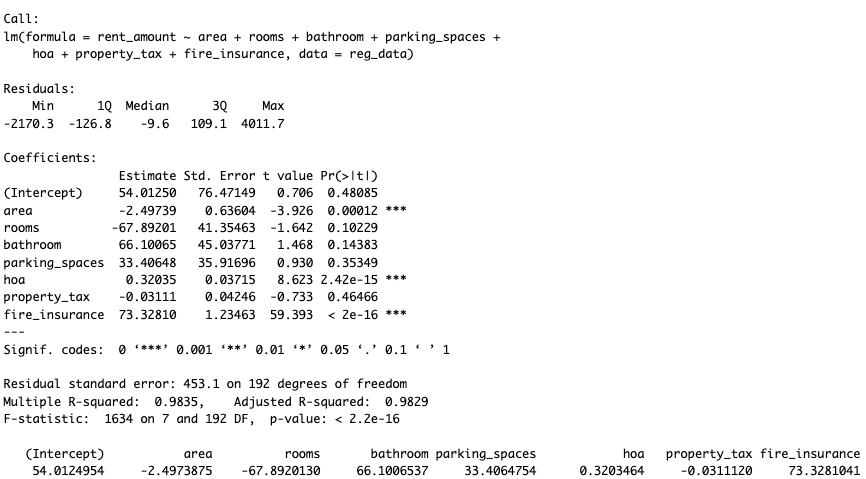 Call:
lm(formula = rent_amount ~ area + rooms + bathroom + parking_spaces +
    hoa + property_tax + fire_insurance, data = reg_data)

Residuals:
    Min      1Q  Median      3Q     Max
-2170.3  -126.8    -9.6   109.1  4011.7

Coefficients:
                Estimate Std. Error t value Pr(>|t|)
(Intercept)     54.01250   76.47149   0.706  0.48085
area            -2.49739    0.63604  -3.926  0.00012 ***
rooms          -67.89201   41.35463  -1.642  0.10229
bathroom        66.10065   45.03771   1.468  0.14383
parking_spaces  33.40648   35.91696   0.930  0.35349
hoa              0.32035    0.03715   8.623 2.42e-15 ***
property_tax    -0.03111    0.04246  -0.733  0.46466
fire_insurance  73.32810    1.23463  59.393  < 2e-16 ***
---
Signif. codes:  0 ‘***’ 0.001 ‘**’ 0.01 ‘*’ 0.05 ‘.’ 0.1 ‘ ’ 1

Residual standard error: 453.1 on 192 degrees of freedom
Multiple R-squared:  0.9835,    Adjusted R-squared:  0.9829
F-statistic:  1634 on 7 and 192 DF,  p-value: < 2.2e-16

   (Intercept)           area          rooms       bathroom parking_spaces            hoa   property_tax fire_insurance
    54.0124954     -2.4973875    -67.8920130     66.1006537     33.4064754      0.3203464     -0.0311120     73.3281041